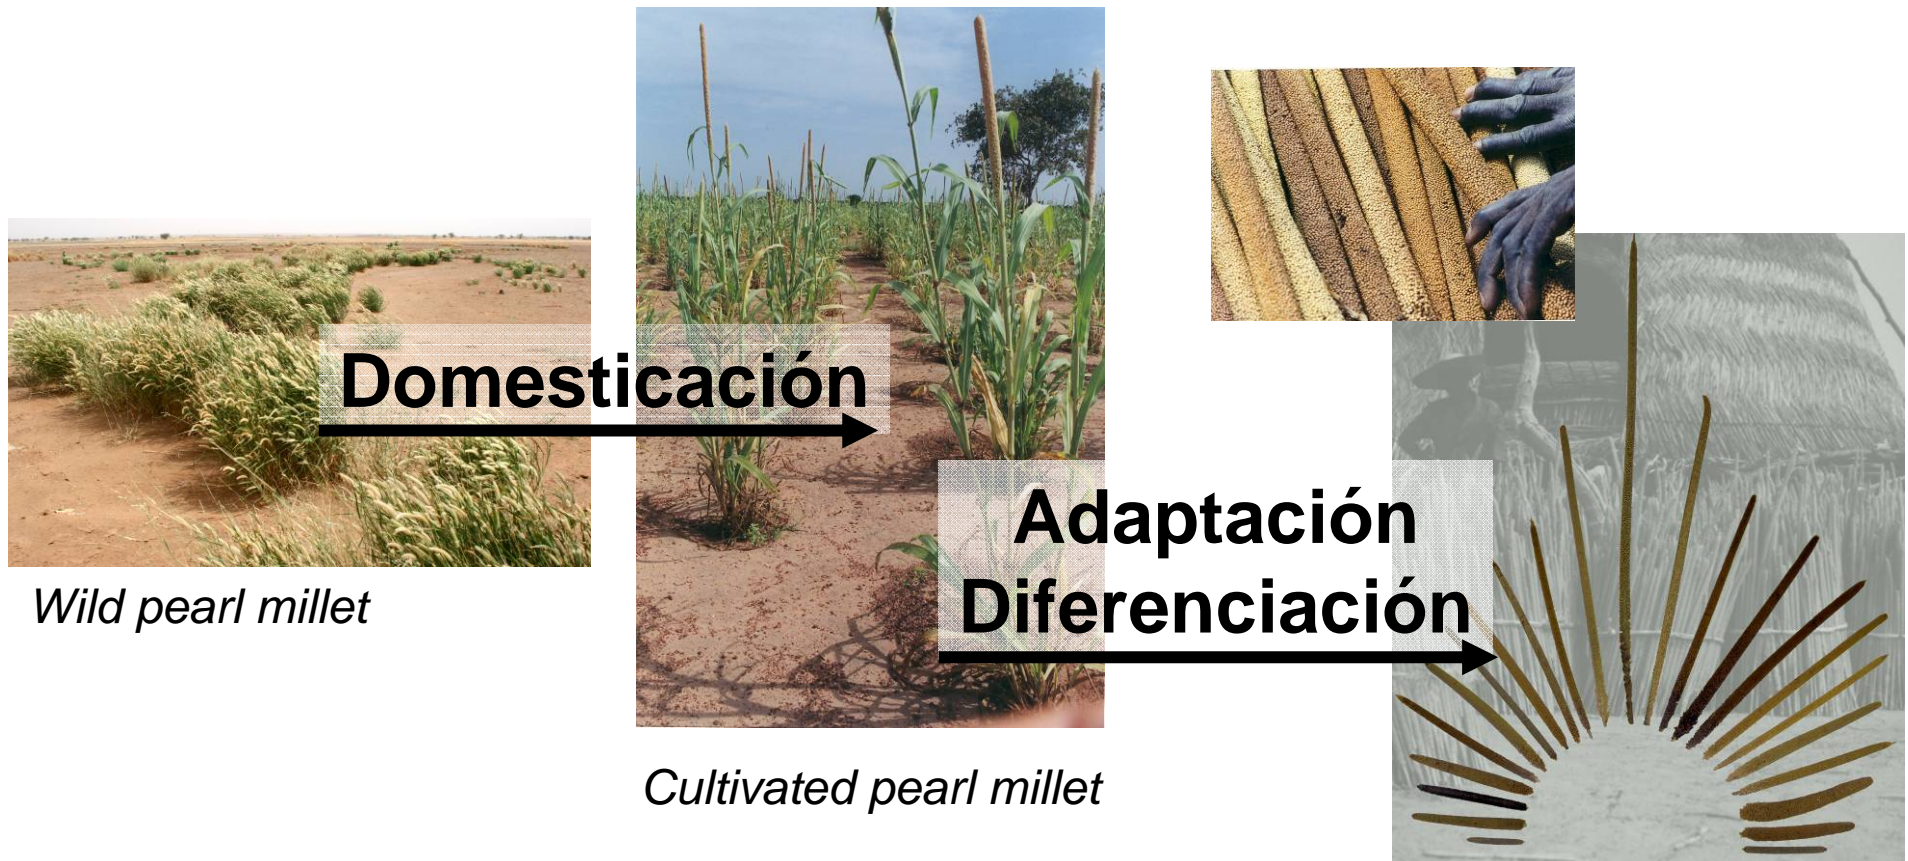 Domesticación
Adaptación
Diferenciación
Wild pearl millet
Cultivated pearl millet